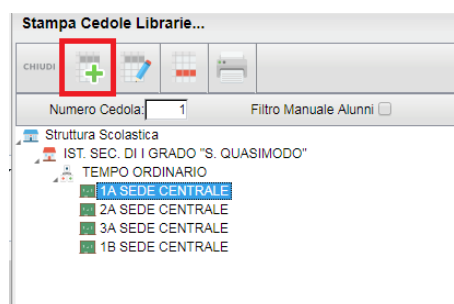 Stampa Cedole Librarie...
CHIUDI
Numero Cedola: 1 Filtro Manuale Alunni
Struttura Scolastica
IST. SEC. DI I GRADO "S. QUASIMODO"
TEMPO ORDINARIO
1A SEDE CENTRALE
2A SEDE CENTRALE
3A SEDE CENTRALE
1B SEDE CENTRALE